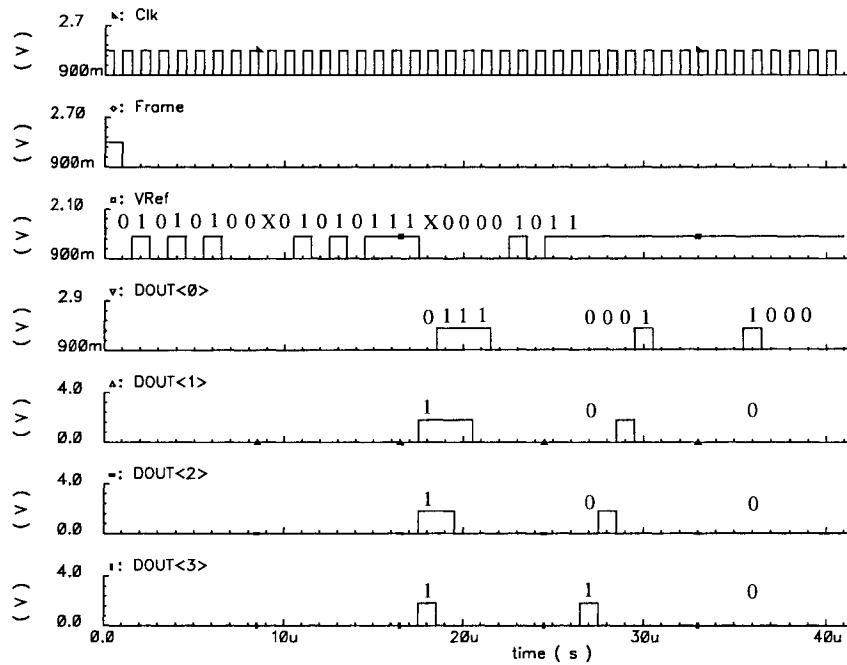 Clk
2.7
(V)
900m
Frame
2.70
(V)
900m
VRef
2.10
0 1 0 1 0 1 0 0 X 0 1 0 1 0 1 1 1 X 0 0 0 0 1 0 1 1
(V)
900m
DOUT<0>
2.9
0 1 1 1 0 0 0 1 1 0 0 0
(V)
900m
DOUT<1>
4.0
1 0 0
(V)
0.0
DOUT<2>
4.0
1 0 0
(V)
0.0
DOUT<3>
4.0
1 1 0
(V)
0.0
0.0 10u 20u 30u 40u
time ( s )